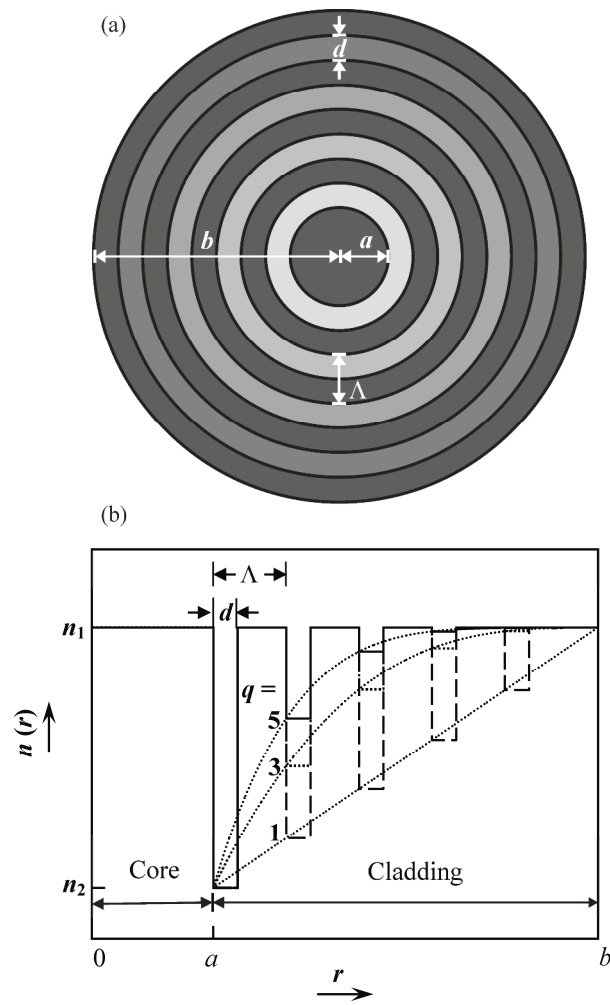 (a)
d
b
a
Λ
(b)
Λ
d
n1
q =
5
3
1
n (r)
n2
Core
Cladding
0
a
b
r